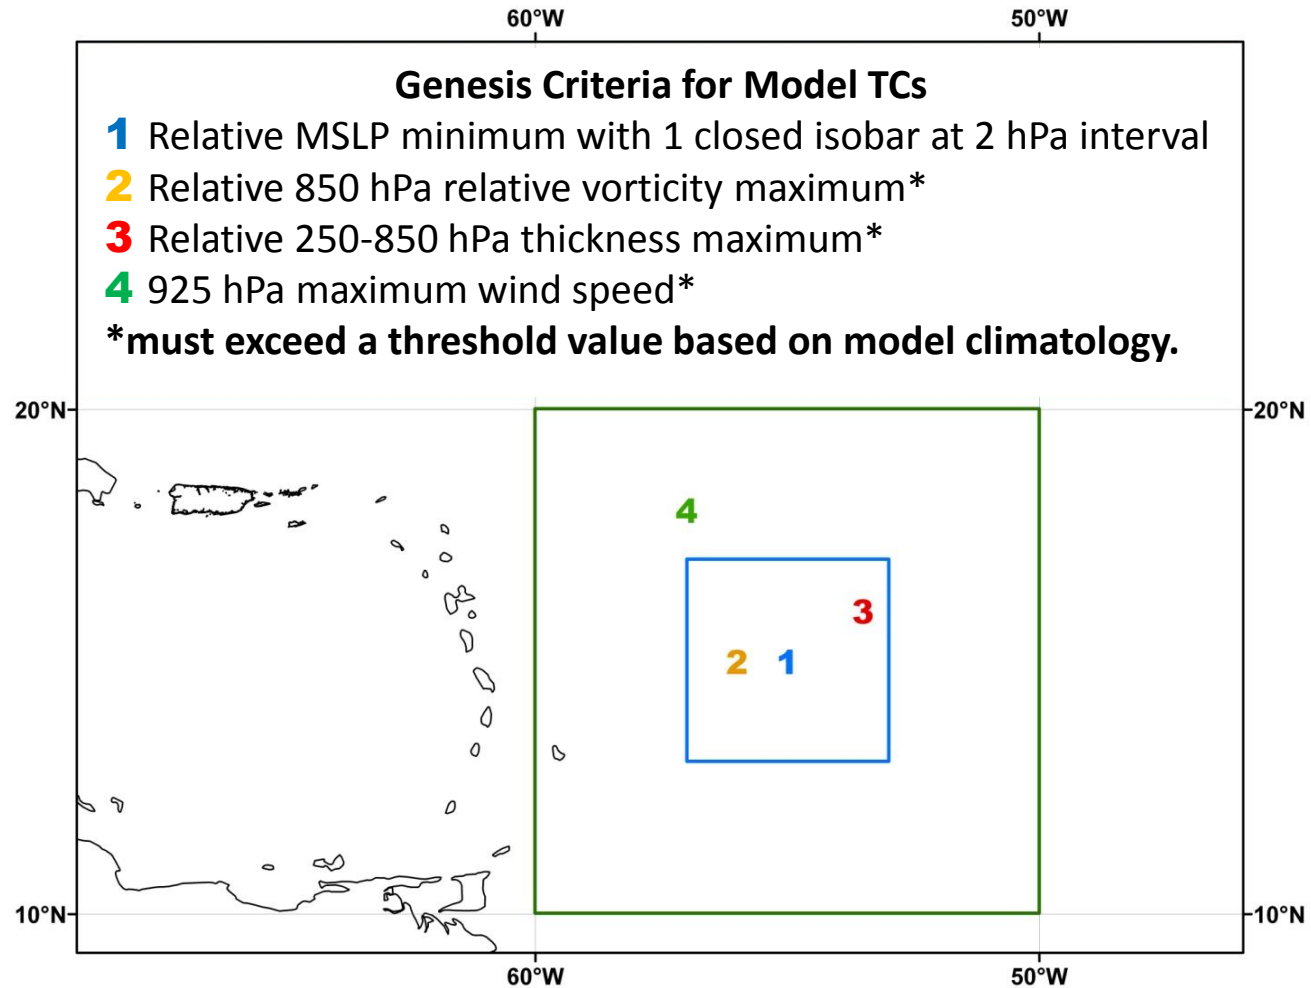 60°W 50°W
Genesis Criteria for Model TCs
1 Relative MSLP minimum with 1 closed isobar at 2 hPa interval
2 Relative 850 hPa relative vorticity maximum*
3 Relative 250-850 hPa thickness maximum*
4 925 hPa maximum wind speed*
*must exceed a threshold value based on model climatology.
20°N 20°N
4
3
2 1
10°N 10°N
60°W 50°W